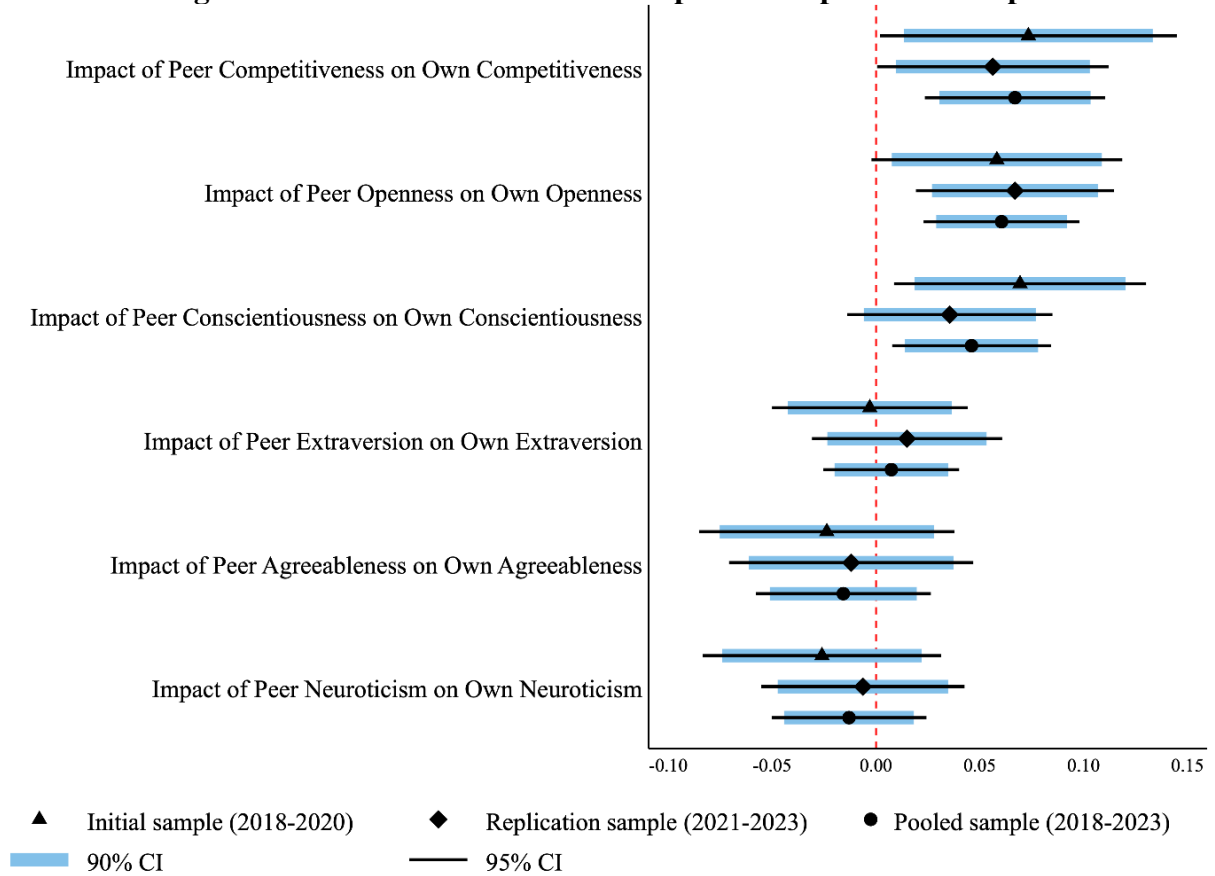 Impact of Peer Competitiveness on Own Competitiveness
Impact of Peer Openness on Own Openness
Impact of Peer Conscientiousness on Own Conscientiousness
Impact of Peer Extraversion on Own Extraversion
Impact of Peer Agreeableness on Own Agreeableness
Impact of Peer Neuroticism on Own Neuroticism
-0.10 -0.05 0.00 0.05 0.10 0.15
Initial sample (2018-2020) Replication sample (2021-2023) Pooled sample (2018-2023)
90% CI 95% CI